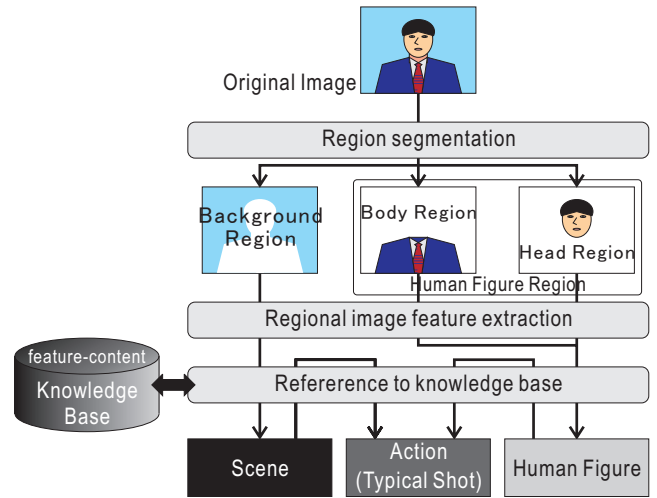 Original Image
Region segmentation
Background
Region
Body Region
Head Region
Human Figure Region
Regional image feature extraction
feature-content
Knowledge
Base
Refererence to knowledge base
Scene
Action
(Typical Shot)
Human Figure